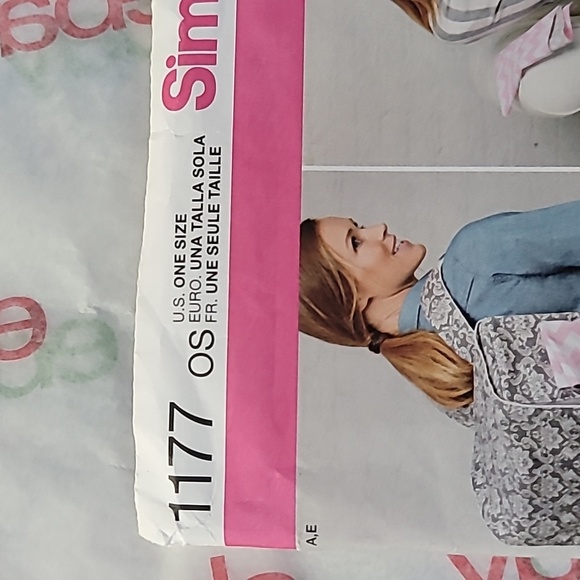 Sim
1177
OS
U.S. ONE SIZE
EURO. UNA TALLA SOLA
FR. UNE SEULE TAILLE
A,E